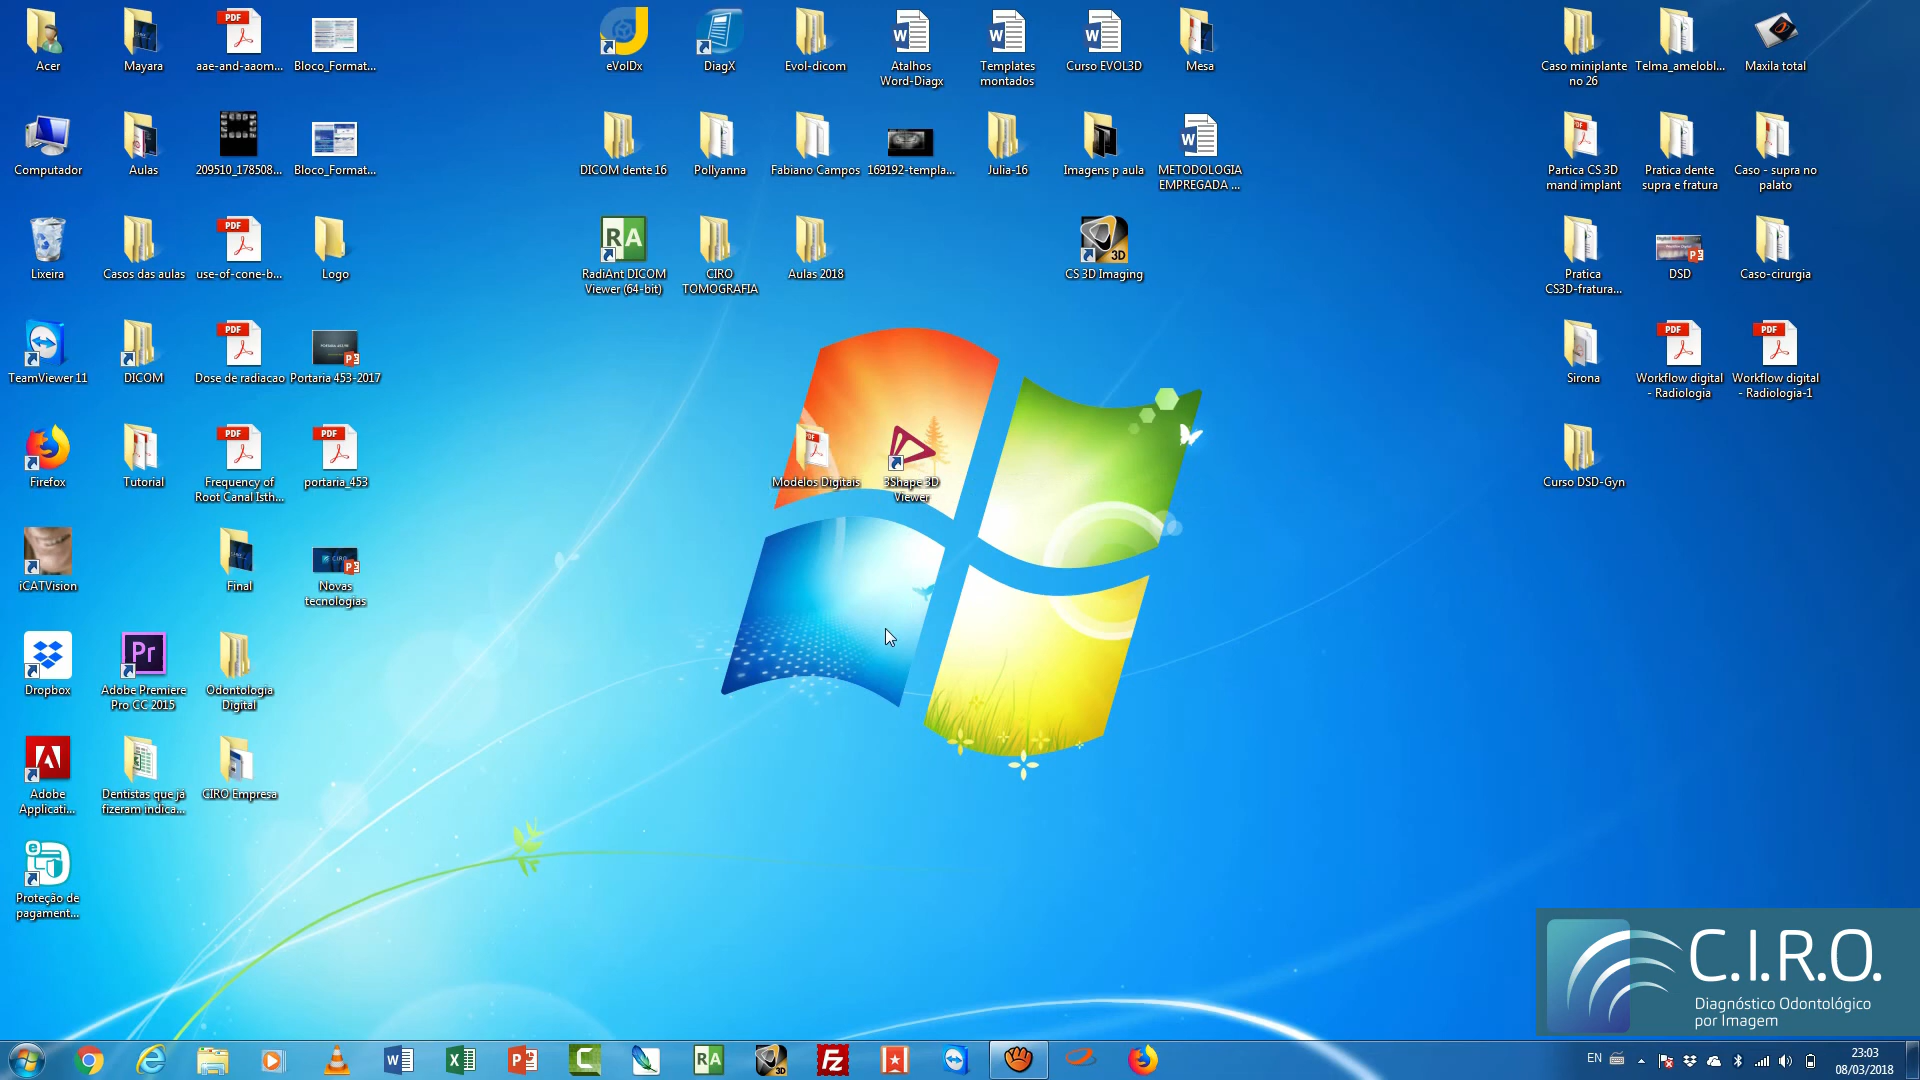 Acer
Mayara
aae-and-aaom...
Bloco_Format...
eVolDx
DiagX
Evol-dicom
Atalhos
Word-Diagx
Templates
montados
Curso EVOL3D
Mesa
Caso miniplante
no 26
Telma_amelobl...
Maxila total
Computador
Aulas
209510_178508...
Bloco_Format...
DICOM dente 16
Pollyanna
Fabiano Campos
169192-templa...
Julia-16
Imagens p aula
METODOLOGIA
EMPREGADA ...
Partica CS 3D
mand implant
Pratica dente
supra e fratura
Caso - supra no
palato
Lixeira
Casos das aulas
use-of-cone-b...
Logo
RadiAnt DICOM
Viewer (64-bit)
CIRO
TOMOGRAFIA
Aulas 2018
CS 3D Imaging
Pratica
CS3D-fratura...
DSD
Caso-cirurgia
TeamViewer 11
DICOM
Dose de radiacao
Portaria 453-2017
Sirona
Workflow digital
- Radiologia
Workflow digital
- Radiologia-1
Firefox
Tutorial
Frequency of
Root Canal Isth...
portaria_453
Modelos Digitais
3Shape 3D
Viewer
Curso DSD-Gyn
iCATVision
Final
Novas
tecnologias
Dropbox
Adobe Premiere
Pro CC 2015
Odontologia
Digital
Adobe
Applicati...
Dentistas que já
fizeram indica...
CIRO Empresa
Proteção de
pagament...
C.I.R.O.
Diagnóstico Odontológico
por Imagem
EN
23:03
08/03/2018